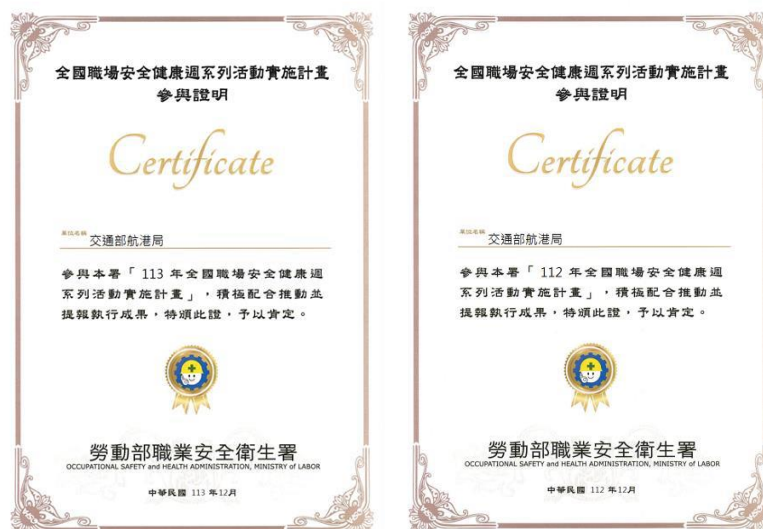 全國職場安全健康週系列活動實施計畫
參與證明
Certificate
單位名稱 交通部航港局
參與本署「113 年全國職場安全健康週
系列活動實施計畫」，積極配合推動並
提報執行成果，特頒此證，予以肯定。
勞動部職業安全衛生署
OCCUPATIONAL SAFETY and HEALTH ADMINISTRATION, MINISTRY of LABOR
中華民國 113 年12月
全國職場安全健康週系列活動實施計畫
參與證明
Certificate
單位名稱 交通部航港局
參與本署「112 年全國職場安全健康週
系列活動實施計畫」，積極配合推動並
提報執行成果，特頒此證，予以肯定。
勞動部職業安全衛生署
OCCUPATIONAL SAFETY and HEALTH ADMINISTRATION, MINISTRY of LABOR
中華民國 112 年12月